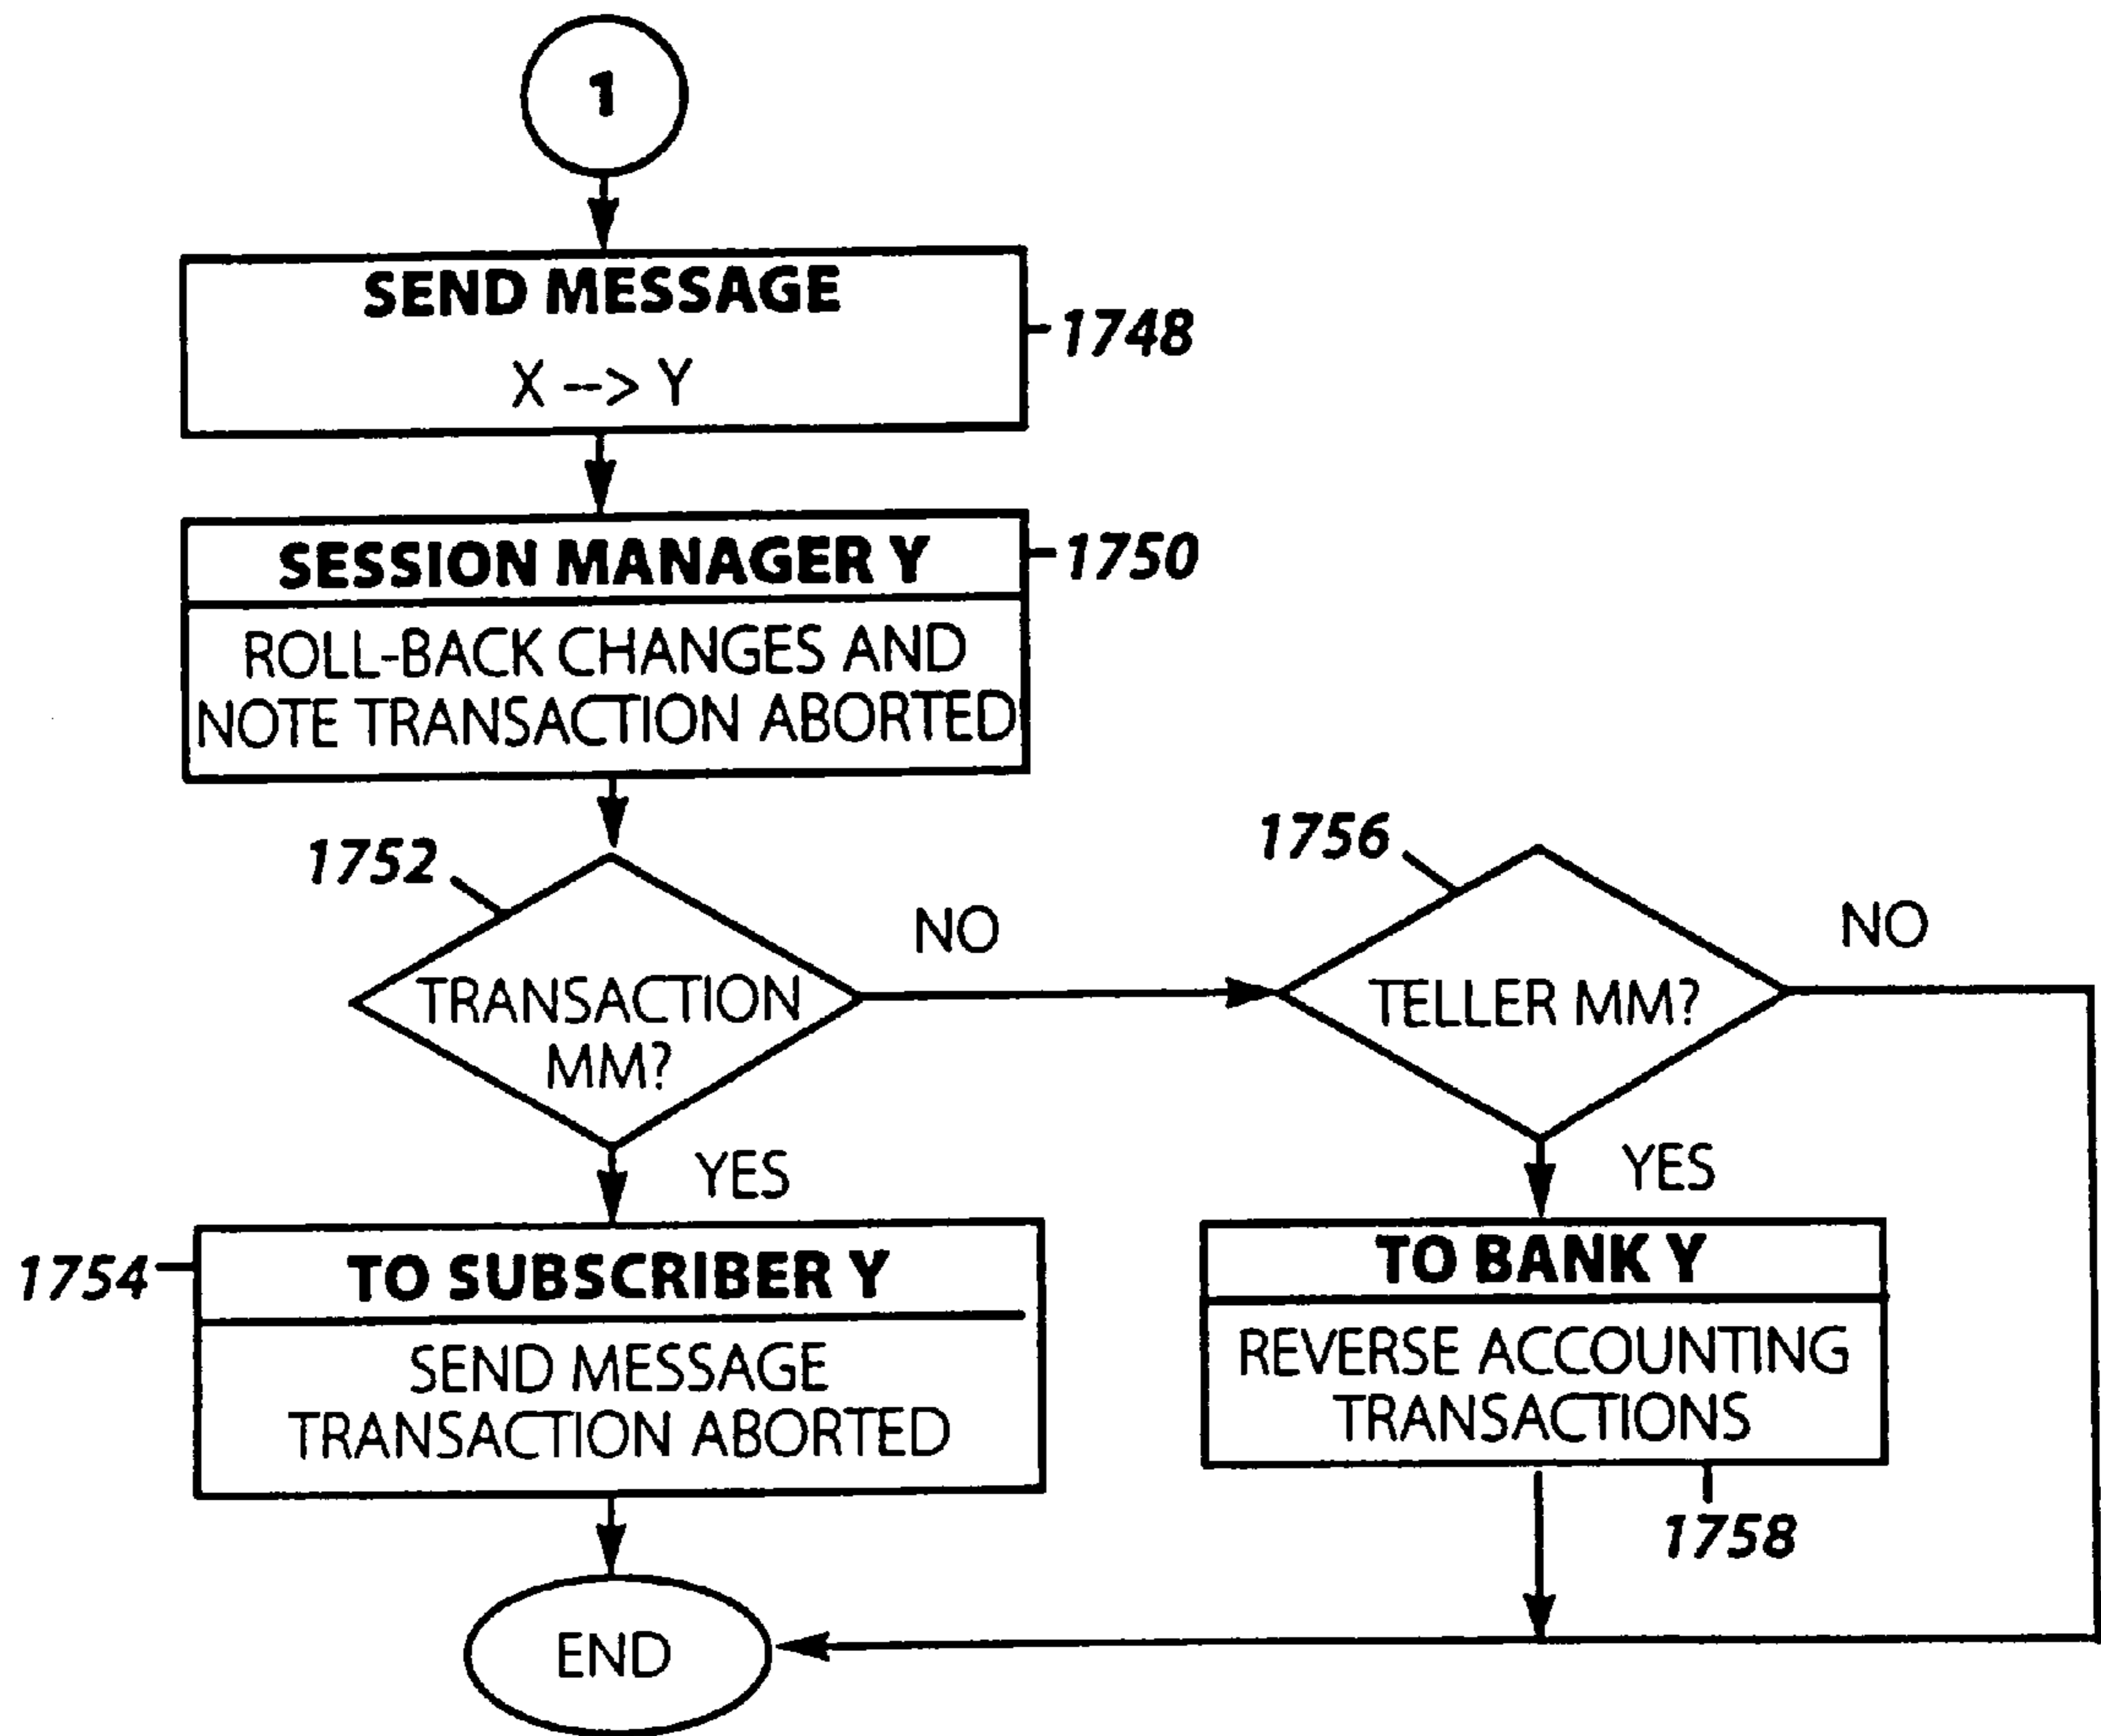 1
SEND MESSAGE
1748
X --> Y
SESSION MANAGER Y
1750
ROLL-BACK CHANGES AND
NOTE TRANSACTION ABORTED
1752
TRANSACTION
MM?
NO
YES
1756
TELLER MM?
NO
YES
1754
TO SUBSCRIBER Y
SEND MESSAGE
TRANSACTION ABORTED
TO BANK Y
REVERSE ACCOUNTING
TRANSACTIONS
1758
END